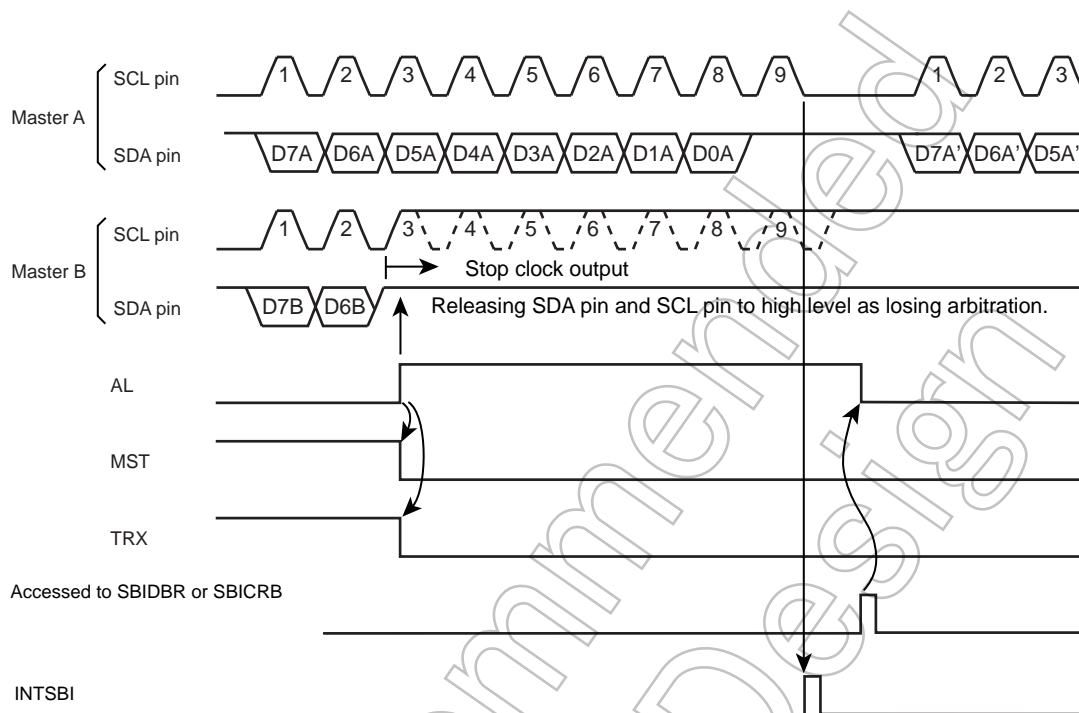 SCL pin 1 2 3 4 5 6 7 8 9 1 2 3
Master A
SDA pin D7A D6A D5A D4A D3A D2A D1A D0A D7A’ D6A’ D5A’
SCL pin 1 2 3 4 5 6 7 8 9
Master B
Stop clock output
SDA pin D7B D6B Releasing SDA pin and SCL pin to high level as losing arbitration.
AL
MST
TRX
Accessed to SBIDBR or SBICRB
INTSBI
Design